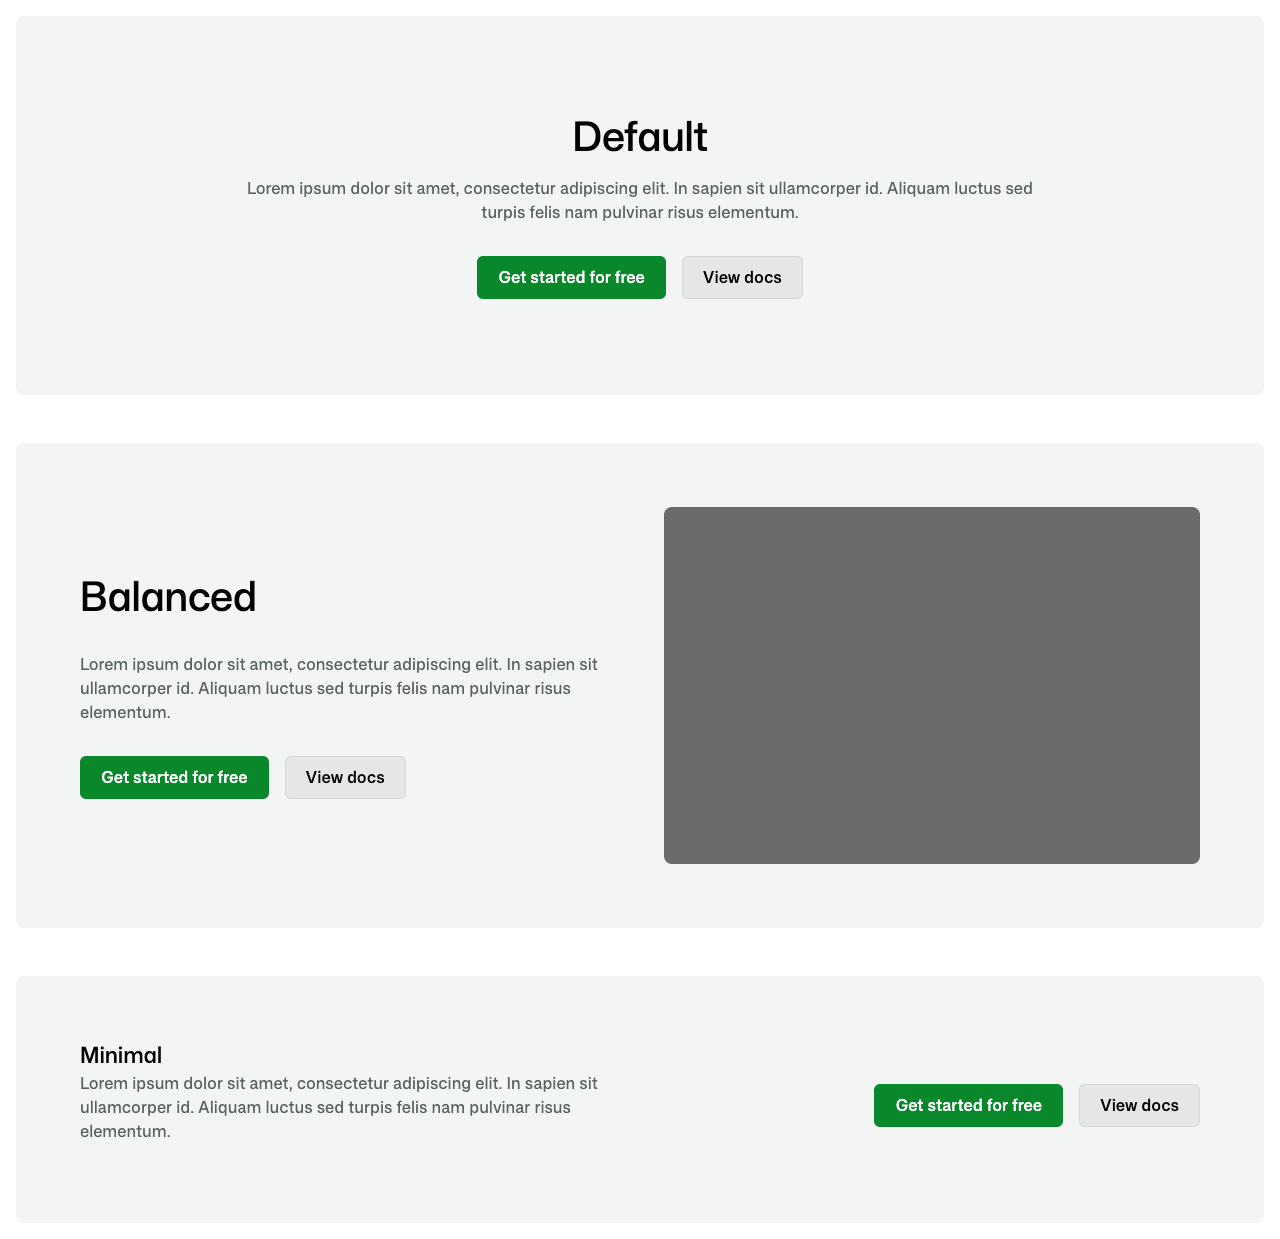 Default
Lorem ipsum dolor sit amet, consectetur adipiscing elit. In sapien sit ullamcorper id. Aliquam luctus sed
turpis felis nam pulvinar risus elementum.
Get started for free View docs
Balanced
Lorem ipsum dolor sit amet, consectetur adipiscing elit. In sapien sit
ullamcorper id. Aliquam luctus sed turpis felis nam pulvinar risus
elementum.
Get started for free View docs
Minimal
Lorem ipsum dolor sit amet, consectetur adipiscing elit. In sapien sit
ullamcorper id. Aliquam luctus sed turpis felis nam pulvinar risus
elementum.
Get started for free View docs